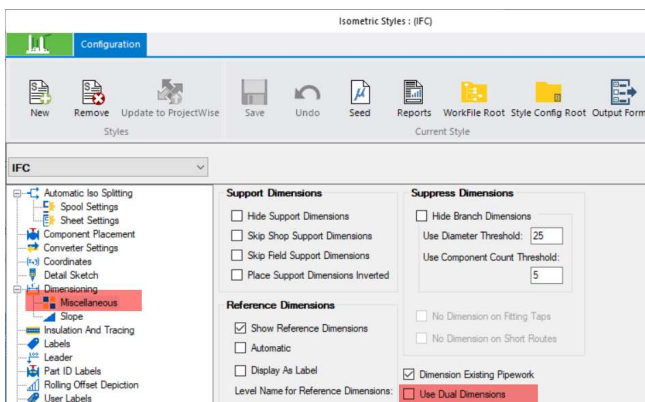 Isometric Styles : (IFC)
Configuration
New
Remove
Update to ProjectWise
Styles
Save
Undo
Seed
Reports
WorkFile Root
Style Config Root
Output Form
Current Style
IFC
Automatic Iso Splitting
Spool Settings
Sheet Settings
Component Placement
Converter Settings
Coordinates
Detail Sketch
Dimensioning
Miscellaneous
Slope
Insulation And Tracing
Labels
Leader
Part ID Labels
Rolling Offset Depiction
User Labels
Support Dimensions
Hide Support Dimensions
Skip Shop Support Dimensions
Skip Field Support Dimensions
Place Support Dimensions Inverted
Reference Dimensions
Show Reference Dimensions
Automatic
Display As Label
Level Name for Reference Dimensions:
Suppress Dimensions
Hide Branch Dimensions
Use Diameter Threshold: 25
Use Component Count Threshold:
5
No Dimension on Fitting Taps
No Dimension on Short Routes
Dimension Existing Pipework
Use Dual Dimensions